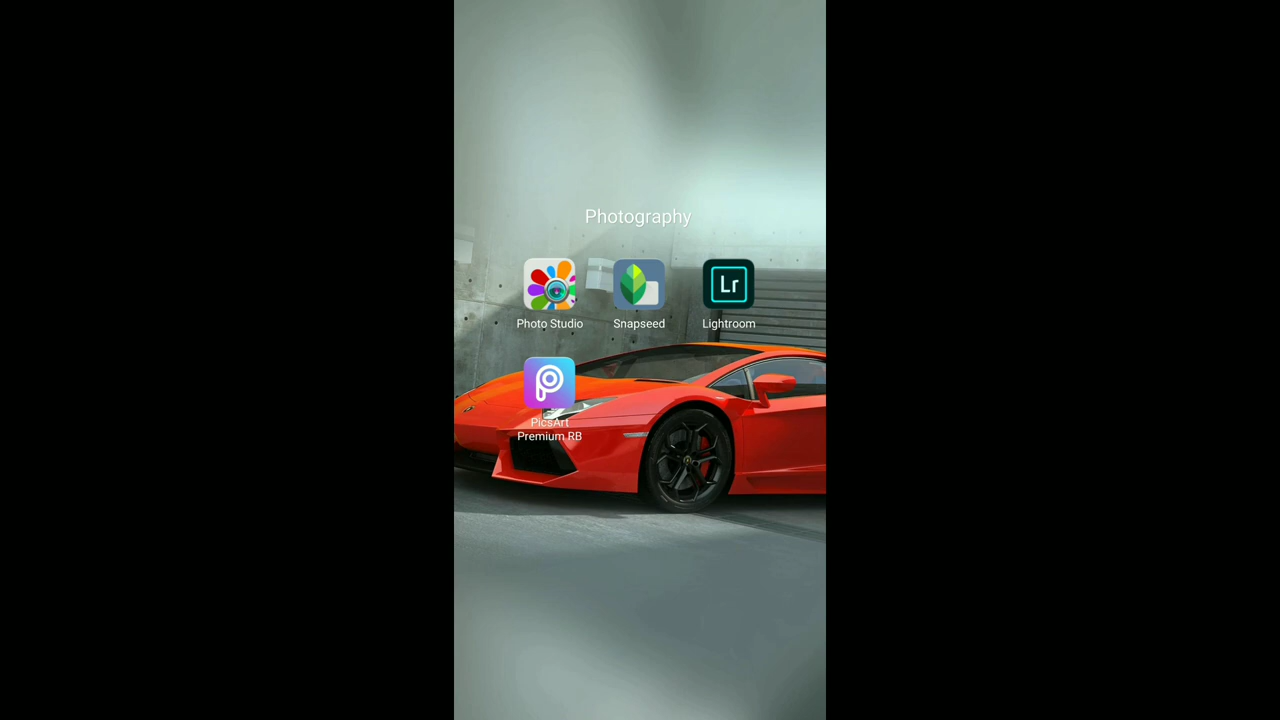 Photography
Photo Studio
Snapseed
Lr
Lightroom
PicsArt
Premium RB